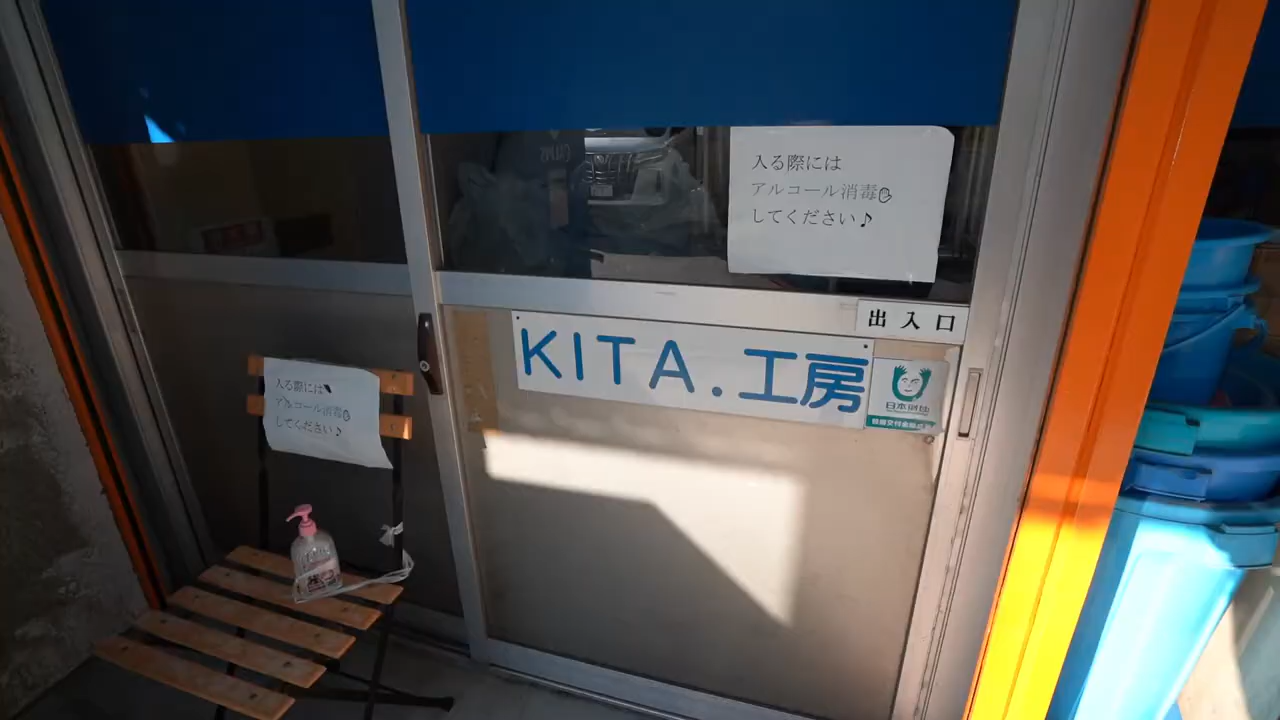 入る際には
アルコール消毒
してください♪
出入口
KITA.工房
日本財団
入る際には
アルコール消毒
してください♪